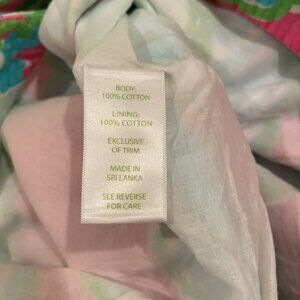 BODY:
100% COTTON
LINING:
100% COTTON
EXCLUSIVE
OF TRIM
MADE IN
SRI LANKA
SEE REVERSE
FOR CARE